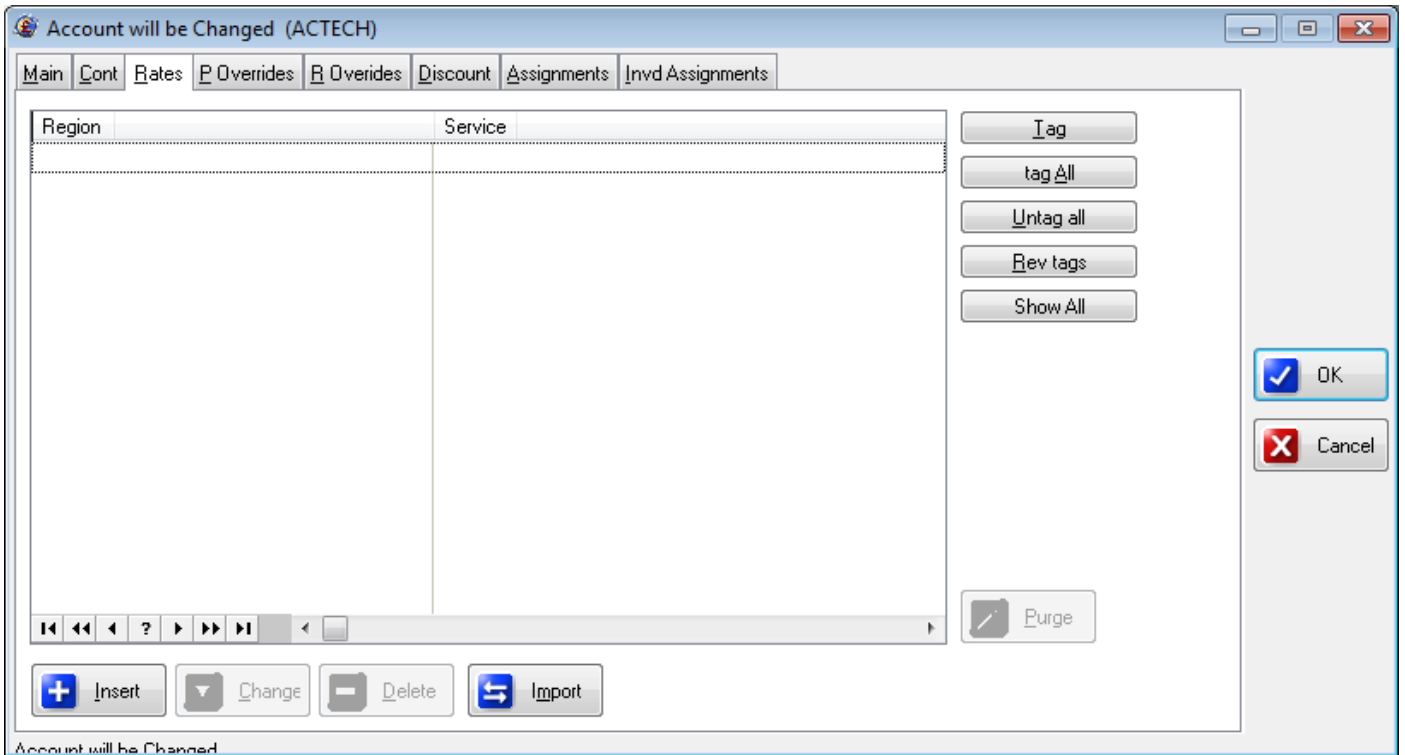 Account will be Changed (ACTECH)
Main Cont Rates P Overrides R Overides Discount Assignments Invd Assignments
Region Service
Tag
tag All
Untag all
Rev tags
Show All
OK
Cancel
?
Purge
Insert Change Delete Import
Account will be Changed